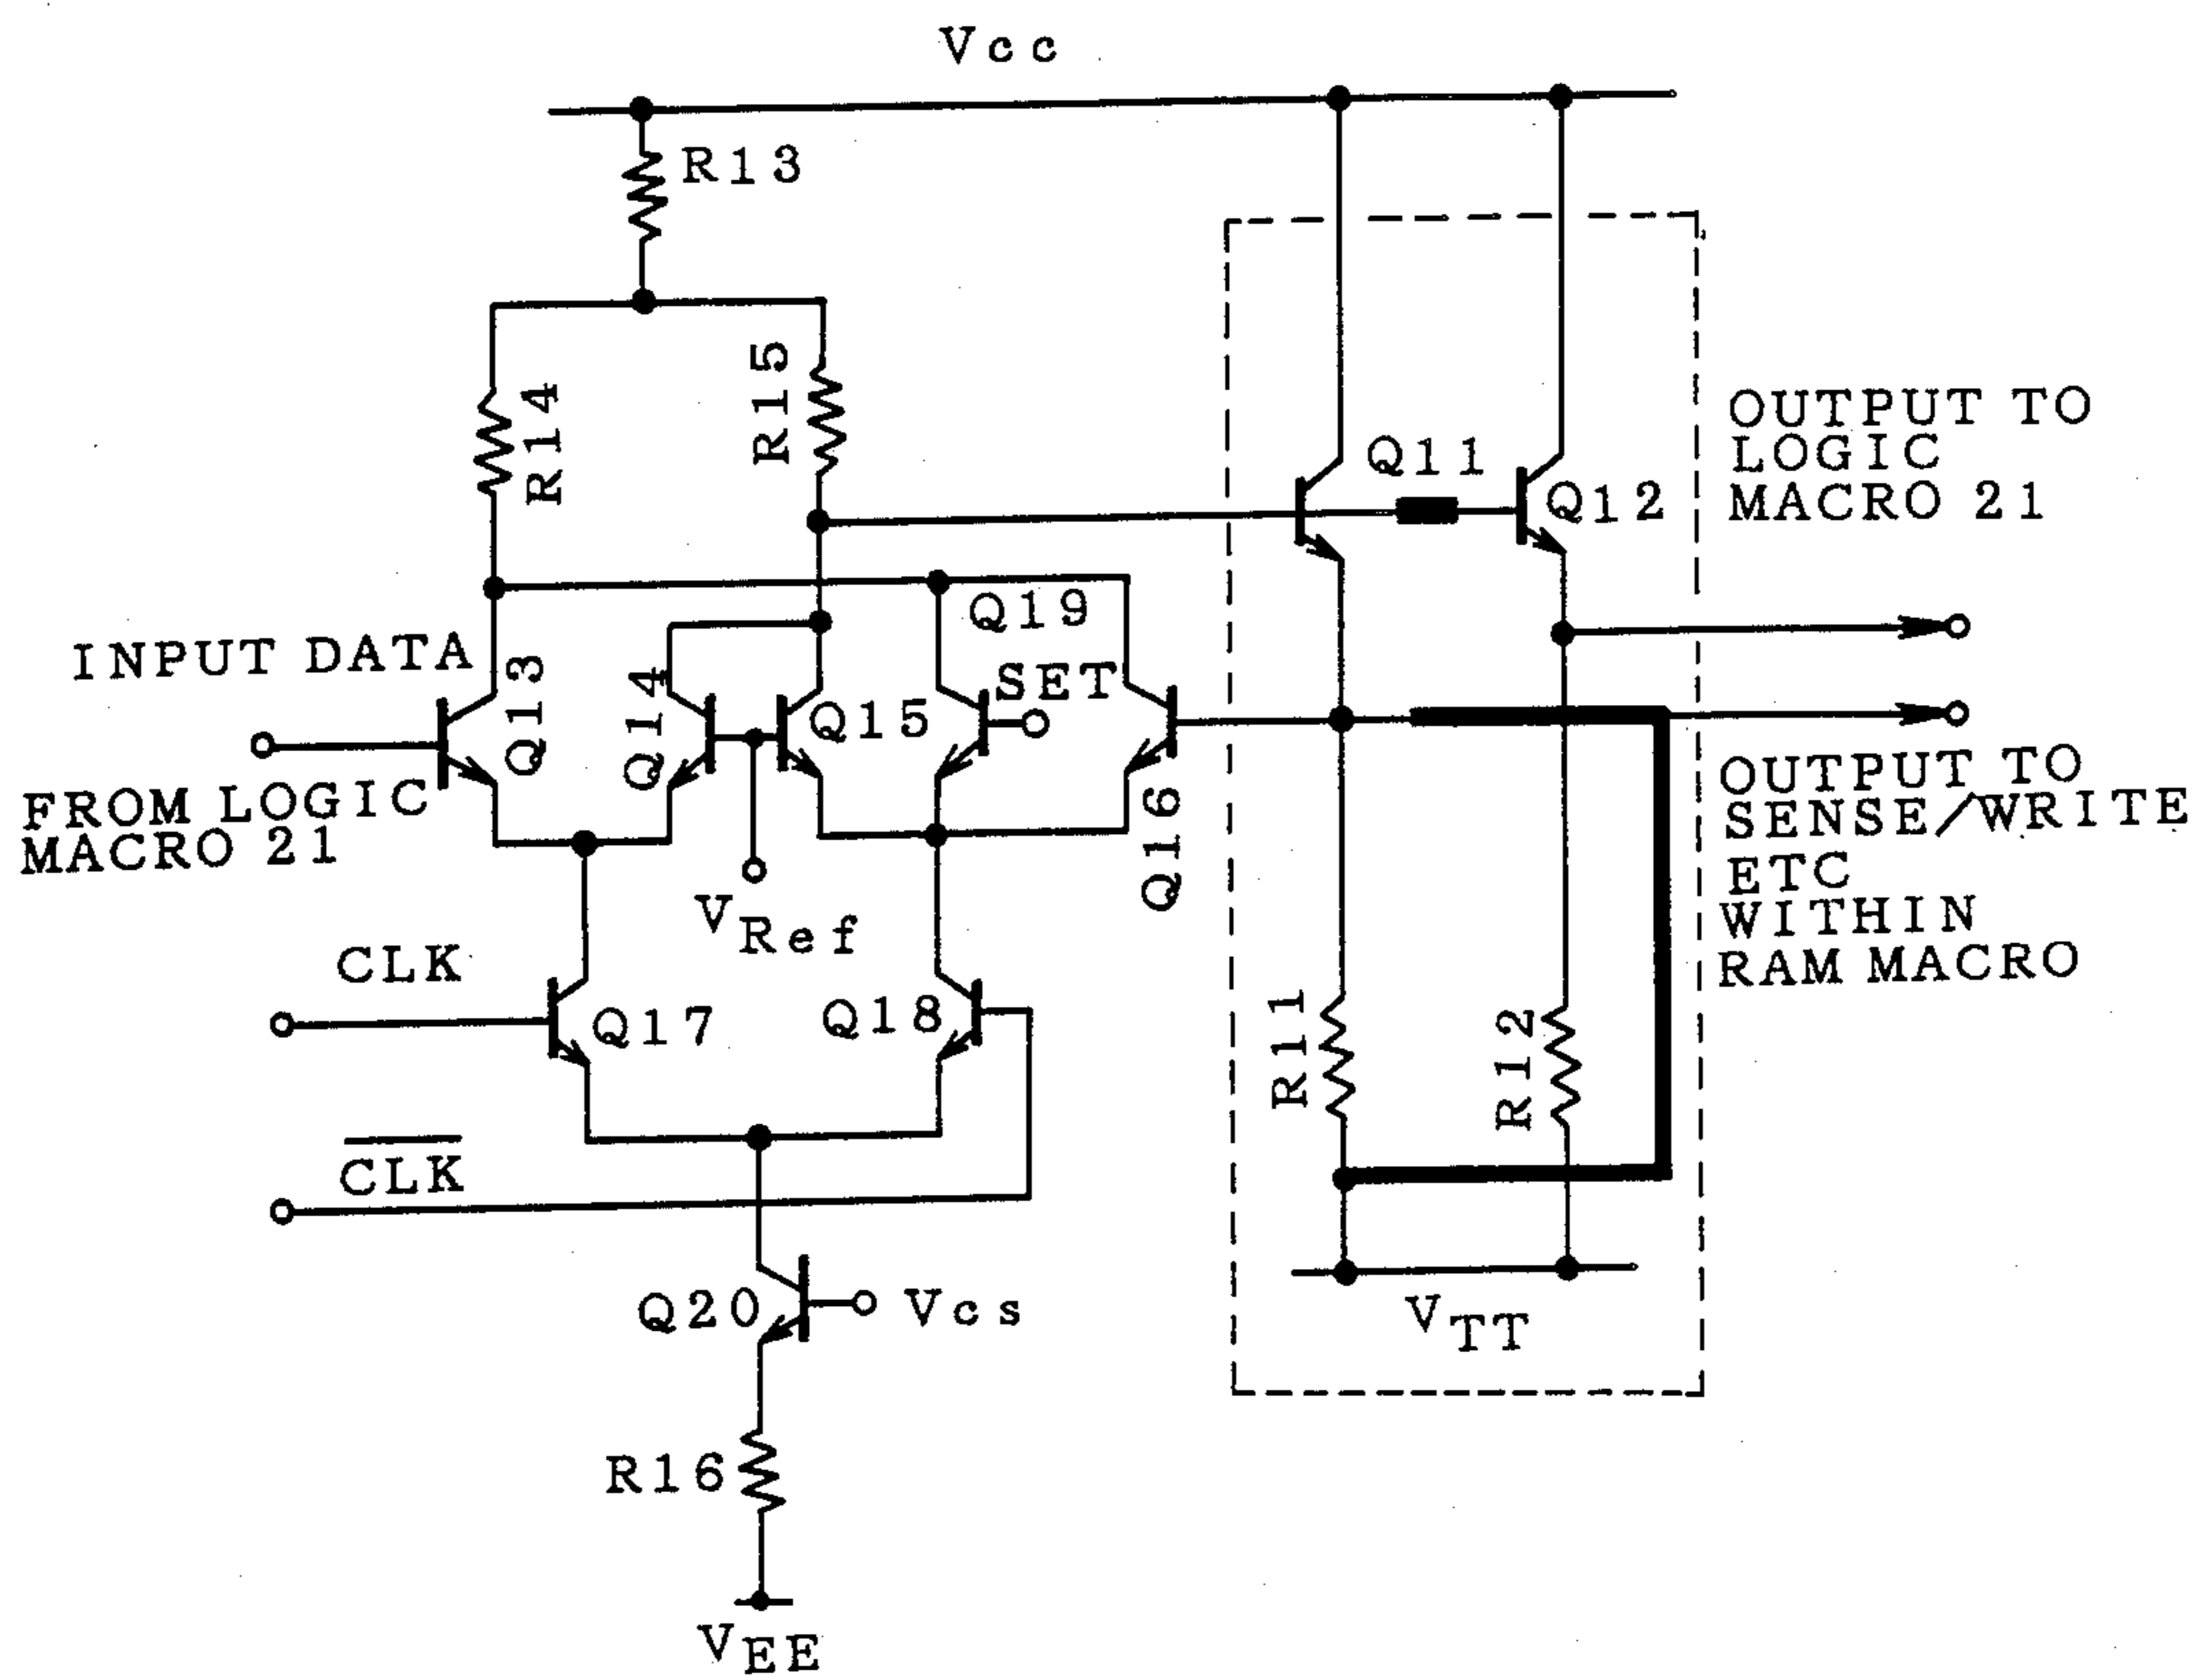 Vcc
R13
R14
R15
Q11
Q12
OUTPUT TO
LOGIC
MACRO 21
INPUT DATA
Q13
Q14
Q15
Q19
SET
Q16
FROM LOGIC
MACRO 21
VRef
OUTPUT TO
SENSE/WRITE
ETC
WITHIN
RAM MACRO
CLK
Q17
Q18
R11
R12
C̅L̅K̅
Q20
Vcs
VTT
R16
VEE